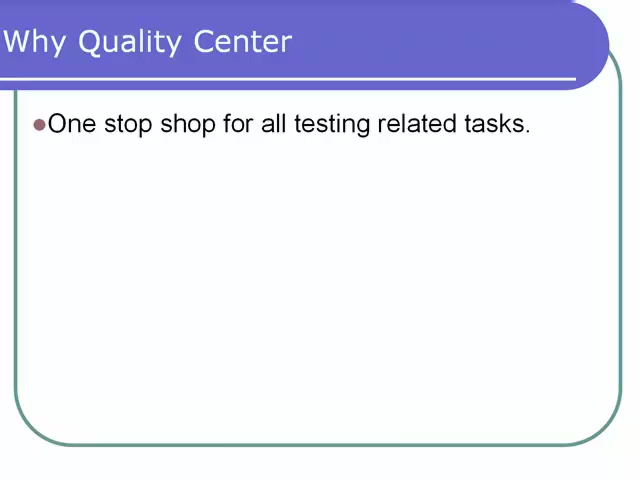 Why Quality Center
One stop shop for all testing related tasks.